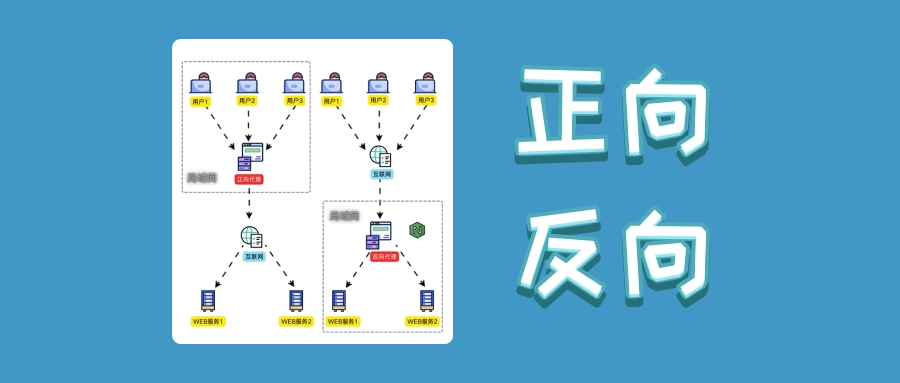 用户1 用户2 用户3 用户1 用户2 用户3
正向代理
局域网
互联网
局域网
互联网
反向代理
N
WEB服务1 WEB服务2 WEB服务1 WEB服务2
正向
反向